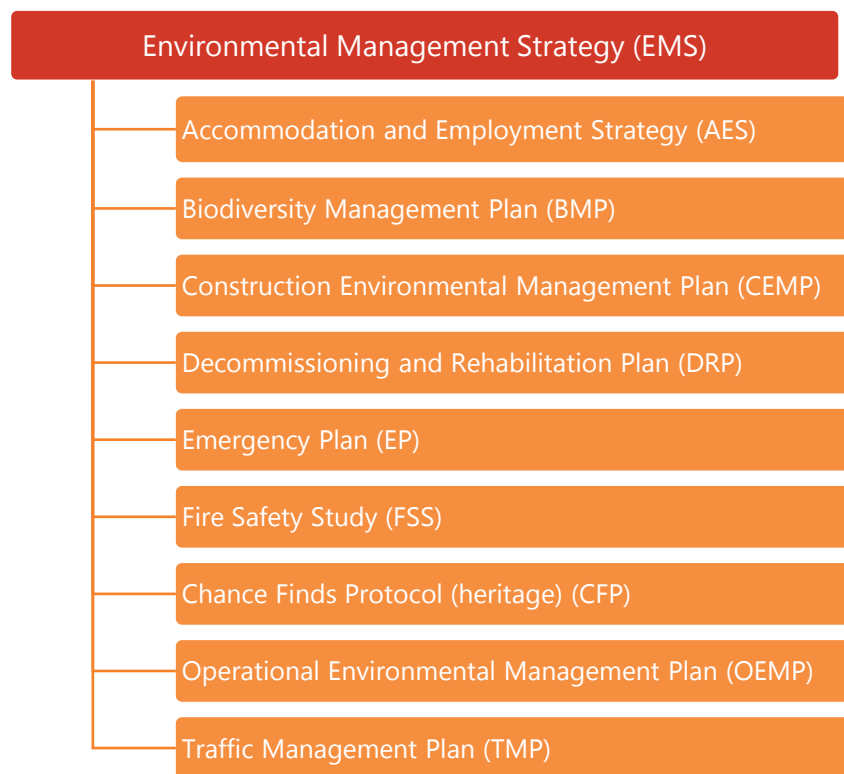 Environmental Management Strategy (EMS)
Accommodation and Employment Strategy (AES)
Biodiversity Management Plan (BMP)
Construction Environmental Management Plan (CEMP)
Decommissioning and Rehabilitation Plan (DRP)
Emergency Plan (EP)
Fire Safety Study (FSS)
Chance Finds Protocol (heritage) (CFP)
Operational Environmental Management Plan (OEMP)
Traffic Management Plan (TMP)